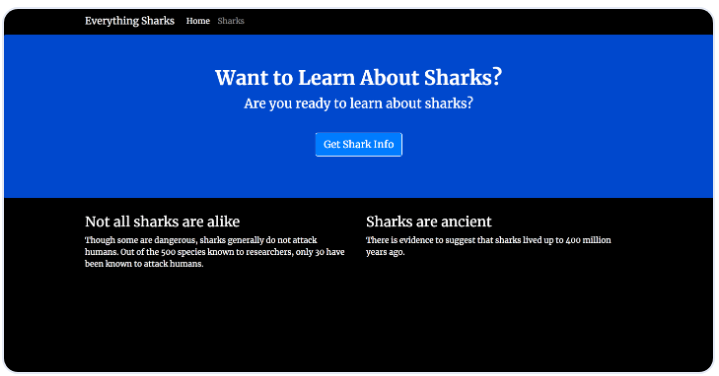 Everything Sharks Home Sharks
Want to Learn About Sharks?
Are you ready to learn about sharks?
Get Shark Info
Not all sharks are alike
Though some are dangerous, sharks generally do not attack
humans. Out of the 500 species known to researchers, only 30 have
been known to attack humans.
Sharks are ancient
There is evidence to suggest that sharks lived up to 400 million
years ago.